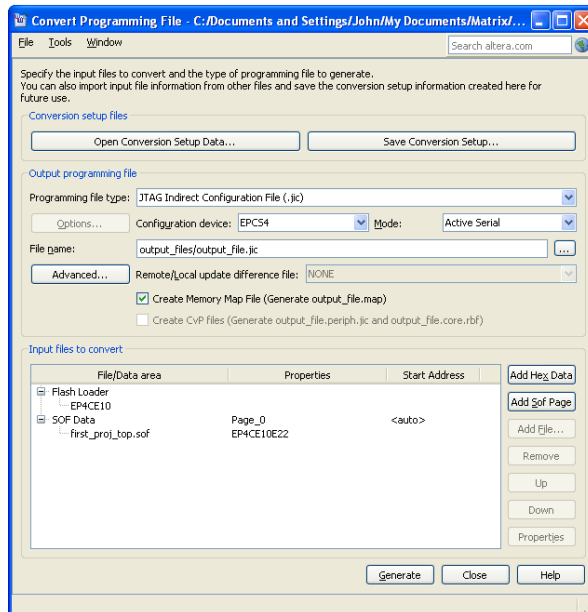 Convert Programming File - C:/Documents and Settings/John/My Documents/Matrix/...
File Tools Window
Search altera.com
Specify the input files to convert and the type of programming file to generate.
You can also import input file information from other files and save the conversion setup information created here for
future use.
Conversion setup files
Open Conversion Setup Data... Save Conversion Setup...
Output programming file
Programming file type: JTAG Indirect Configuration File (.jic)
Options... Configuration device: EPCS4 Mode: Active Serial
File name: output_files/output_file.jic ...
Advanced... Remote/Local update difference file: NONE
Create Memory Map File (Generate output_file.map)
Create CvP files (Generate output_file.periph.jic and output_file.core.rbf)
Input files to convert
File/Data area Properties Start Address Add Hex Data
Flash Loader
EP4CE10 Add Sof Page
SOF Data Page_0 <auto>
first_proj_top.sof EP4CE10E22 Add File...
Remove
Up
Down
Properties
Generate Close Help